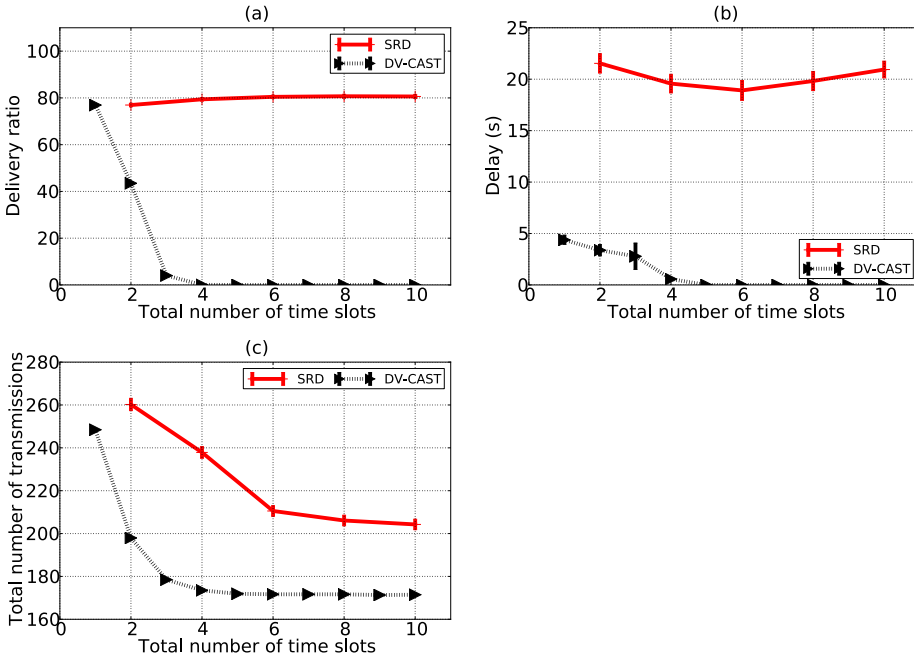 (a)
Delivery ratio
100
80
60
40
20
0
SRD
DV-CAST
0 2 4 6 8 10
Total number of time slots
(b)
Delay (s)
25
20
15
10
5
0
SRD
DV-CAST
0 2 4 6 8 10
Total number of time slots
(c)
Total number of transmissions
280
260
240
220
200
180
160
SRD DV-CAST
0 2 4 6 8 10
Total number of time slots